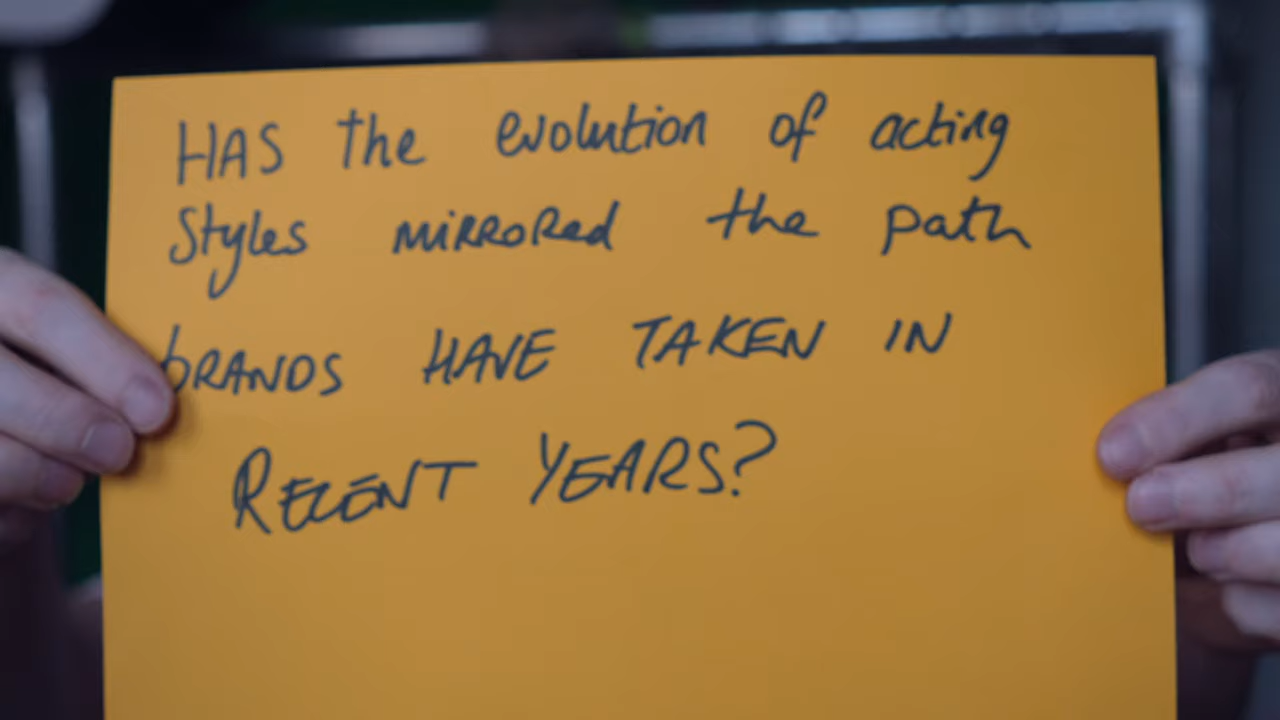 HAS the evolution of acting
Styles mirrored the path
brands HAVE TAKEN IN
RECENT YEARS?